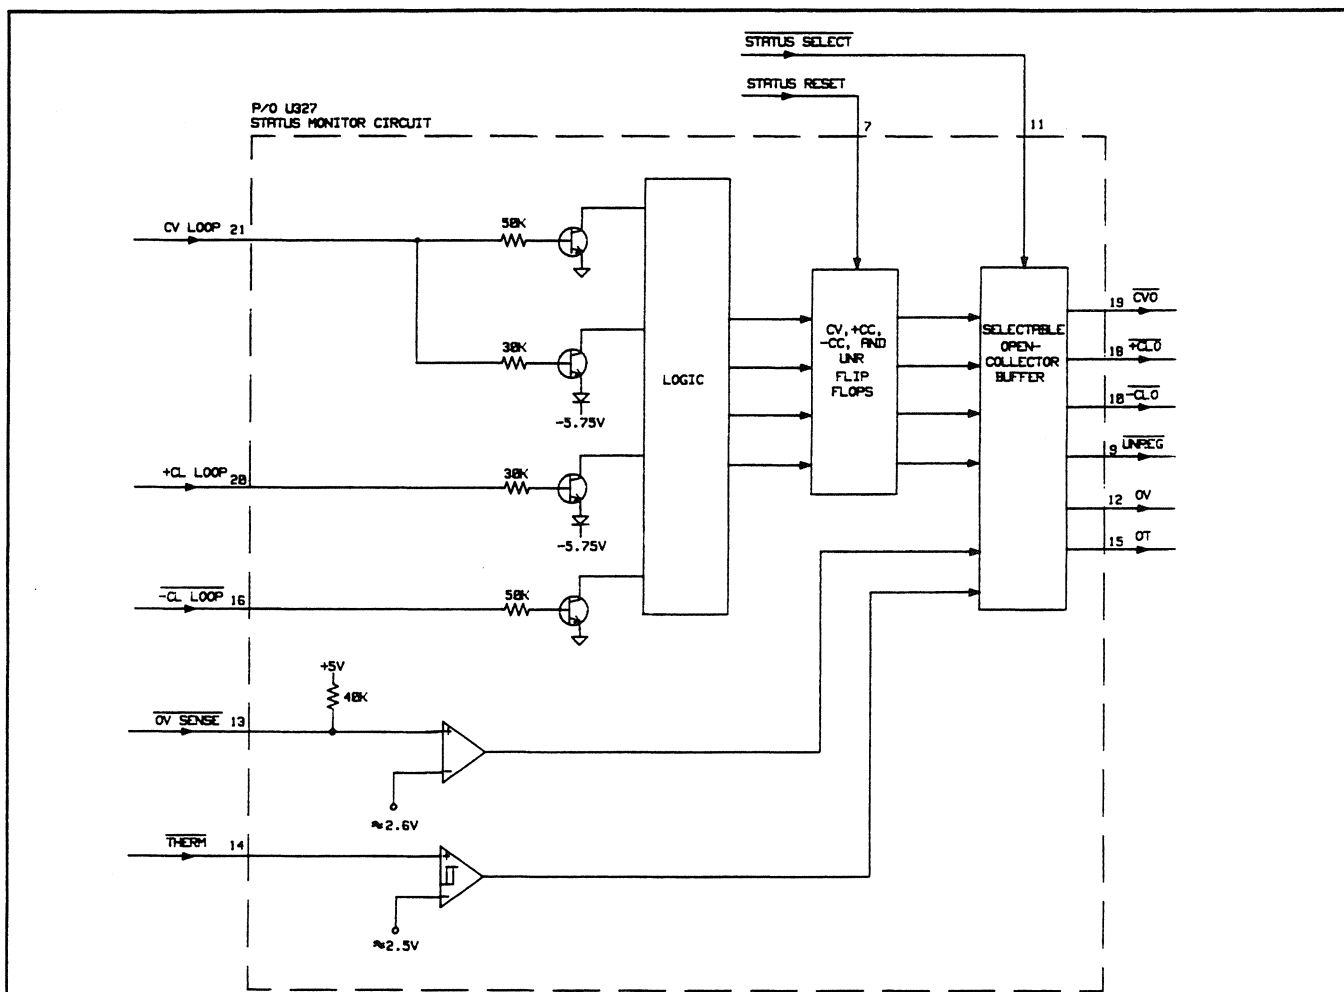 STATUS SELECT
STATUS RESET
P/O U327
STATUS MONITOR CIRCUIT
7
11
CV LOOP 21
50K
30K
-5.75V
+CL LOOP 20
30K
-5.75V
-CL LOOP 16
50K
LOGIC
CV,+CC,
-CC, AND
UNR
FLIP
FLOPS
SELECTABLE
OPEN-
COLLECTOR
BUFFER
19 CVO
18 +CLO
10 -CLO
9 UNREG
12 OV
15 OT
+5V
40K
OV SENSE 13
≈2.6V
THERM 14
≈2.5V